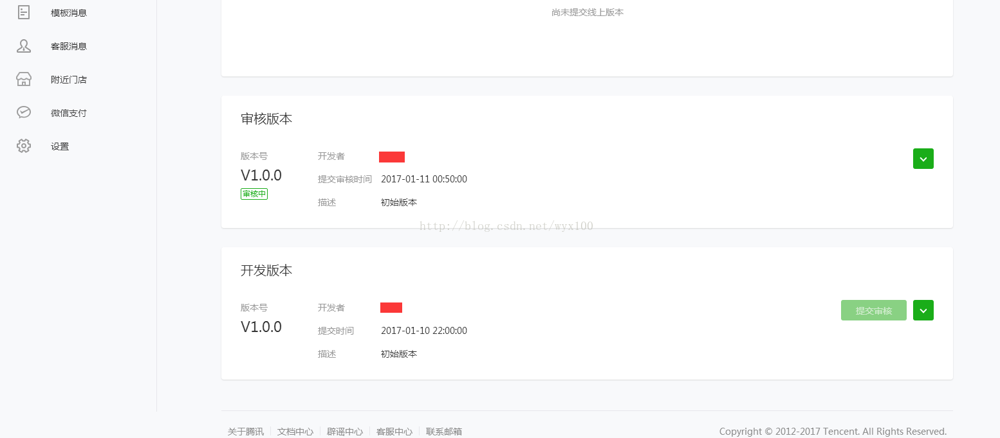 模板消息
客服消息
附近门店
微信支付
设置
尚未提交线上版本
审核版本
版本号
V1.0.0
审核中
开发者
提交审核时间 2017-01-11 00:50:00
描述 初始版本
http://blog.csdn.net/wyx100
开发版本
版本号
V1.0.0
开发者
提交时间 2017-01-10 22:00:00
描述 初始版本
提交审核
关于腾讯 文档中心 辟谣中心 客服中心 联系邮箱
Copyright © 2012-2017 Tencent. All Rights Reserved.